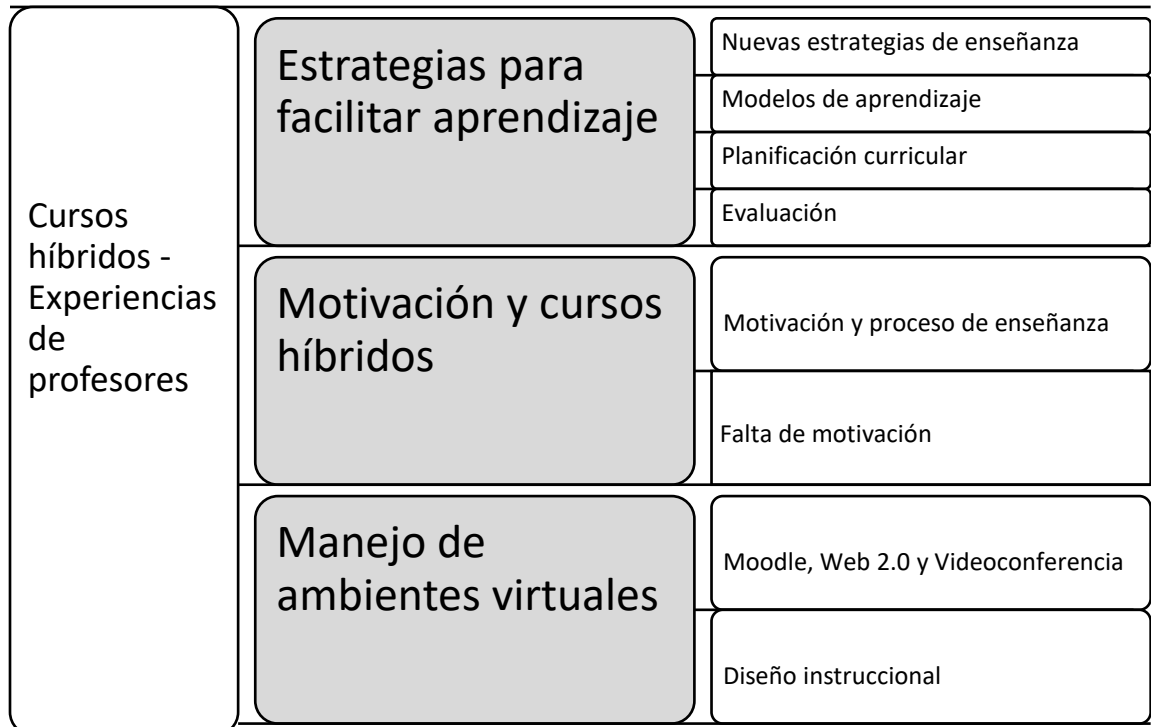 Cursos
híbridos -
Experiencias
de
profesores
Estrategias para
facilitar aprendizaje
Nuevas estrategias de enseñanza
Modelos de aprendizaje
Planificación curricular
Evaluación
Motivación y cursos
híbridos
Motivación y proceso de enseñanza
Falta de motivación
Manejo de
ambientes virtuales
Moodle, Web 2.0 y Videoconferencia
Diseño instruccional